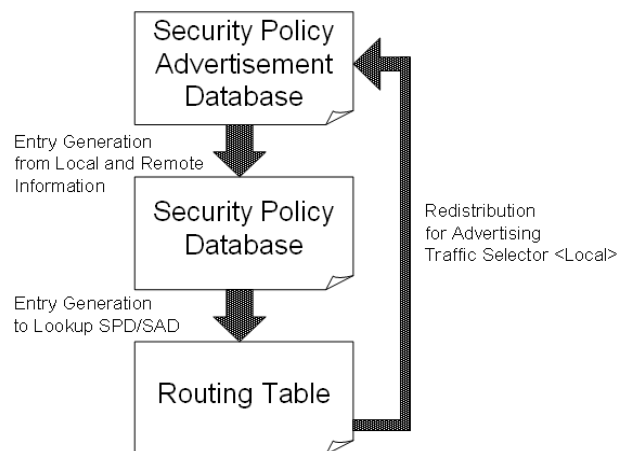 Security Policy
Advertisement
Database
Entry Generation
from Local and Remote
Information
Security Policy
Database
Redistribution
for Advertising
Traffic Selector <Local>
Entry Generation
to Lookup SPD/SAD
Routing Table